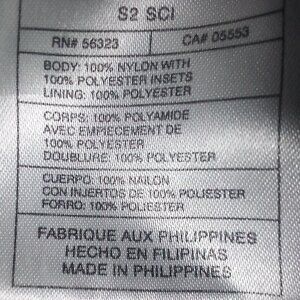 S2 SCI
RN# 56323 CA# 05553
BODY: 100% NYLON WITH
100% POLYESTER INSETS
LINING: 100% POLYESTER
CORPS: 100% POLYAMIDE
AVEC EMPIECEMENT DE
100% POLYESTER
DOUBLURE: 100% POLYESTER
CUERPO: 100% NAILON
CON INJERTOS DE 100% POLIESTER
FORRO: 100% POLIESTER
FABRIQUE AUX PHILIPPINES
HECHO EN FILIPINAS
MADE IN PHILIPPINES